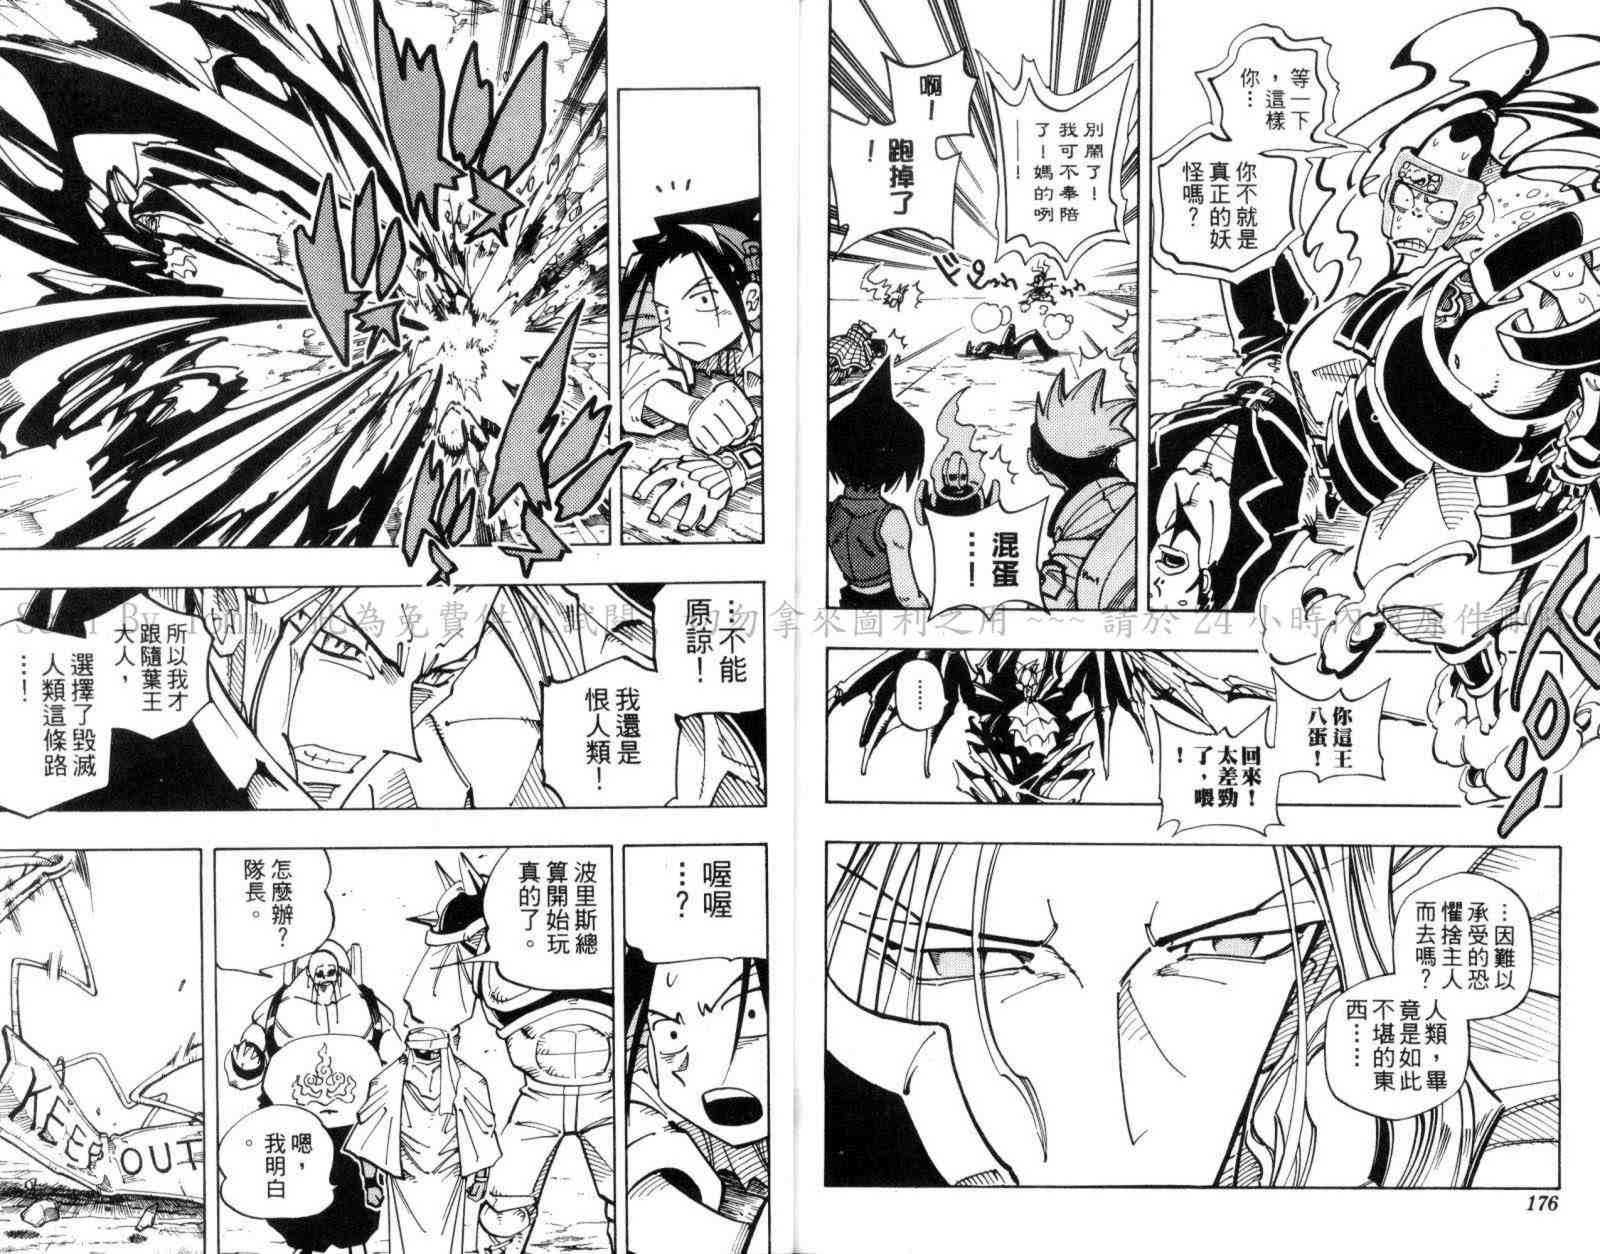 等一下
，這樣
你…
你不就是
真正的妖
怪嗎？
別鬧了！
我可不奉陪
了！媽的咧
——！
啊！
跑掉了
！
混蛋
…！
你這王
八蛋！
回來！
太差勁
了，喂
！
……
…因難以
承受的恐
懼捨主人
而去嗎？
人類，畢
竟是如此
不堪的東
西……
176
…不能
原諒！
我還是
恨人類！
所以我才
跟隨葉王
大人，
選擇了毀滅
人類這條路
…！
喔喔
…？
波里斯總
算開始玩
真的了。
怎麼辦？
隊長。
嗯，
我明白
。
KEEP OUT